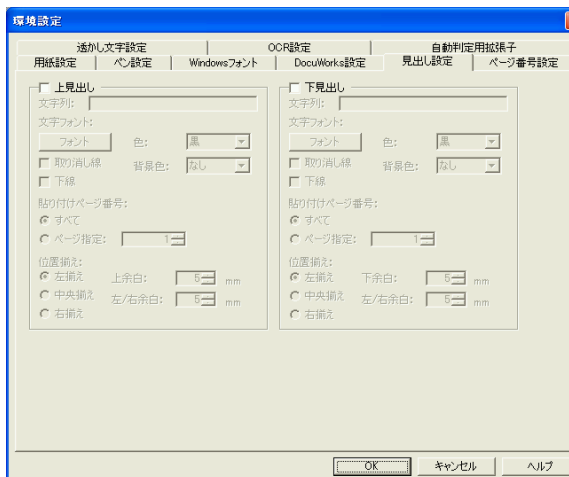 環境設定
透かし文字設定 OCR設定 自動判定用拡張子
用紙設定 ペン設定 Windowsフォント DocuWorks設定 見出し設定 ページ番号設定
上見出し
文字列:
文字フォント:
フォント 色: 黒
取り消し線 背景色: なし
下線
貼り付けページ番号:
すべて
ページ指定: 1
位置揃え:
左揃え 上余白: 5 mm
中央揃え 左/右余白: 5 mm
右揃え
下見出し
文字列:
文字フォント:
フォント 色: 黒
取り消し線 背景色: なし
下線
貼り付けページ番号:
すべて
ページ指定: 1
位置揃え:
左揃え 下余白: 5 mm
中央揃え 左/右余白: 5 mm
右揃え
OK キャンセル ヘルプ